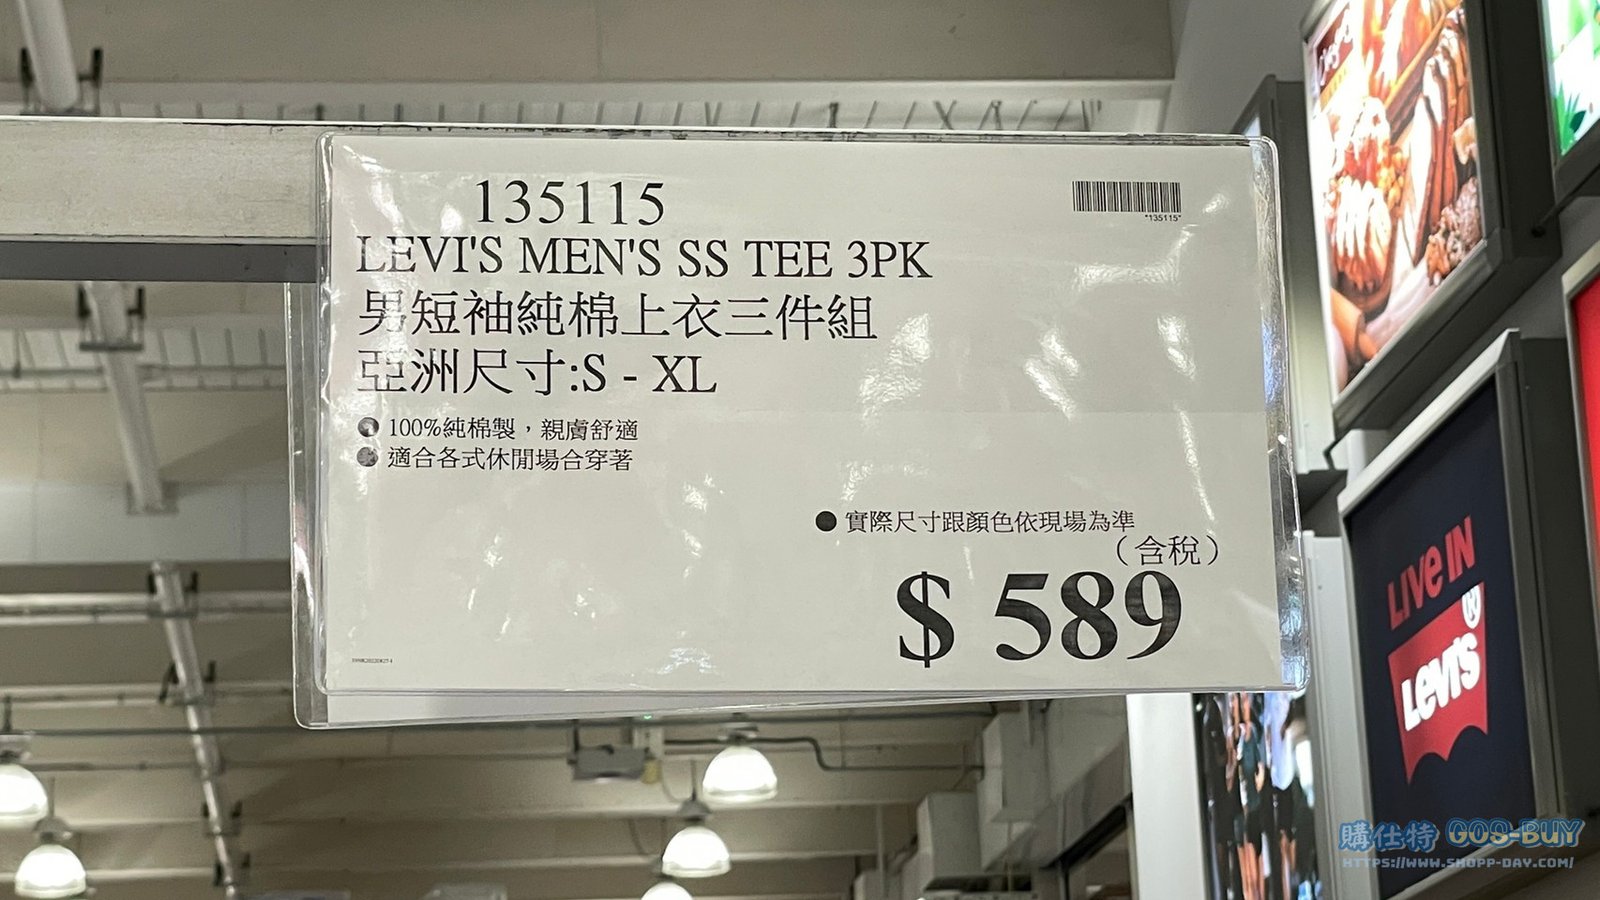 135115
"135115"
LEVI'S MEN'S SS TEE 3PK
男短袖純棉上衣三件組
亞洲尺寸:S - XL
● 100%純棉製，親膚舒適
● 適合各式休閒場合穿著
● 實際尺寸跟顏色依現場為準
（含稅）
$ 589
LIVE IN
Levi's®
購仕特 GOS-BUY
HTTPS://WWW.SHOPP-DAY.COM/